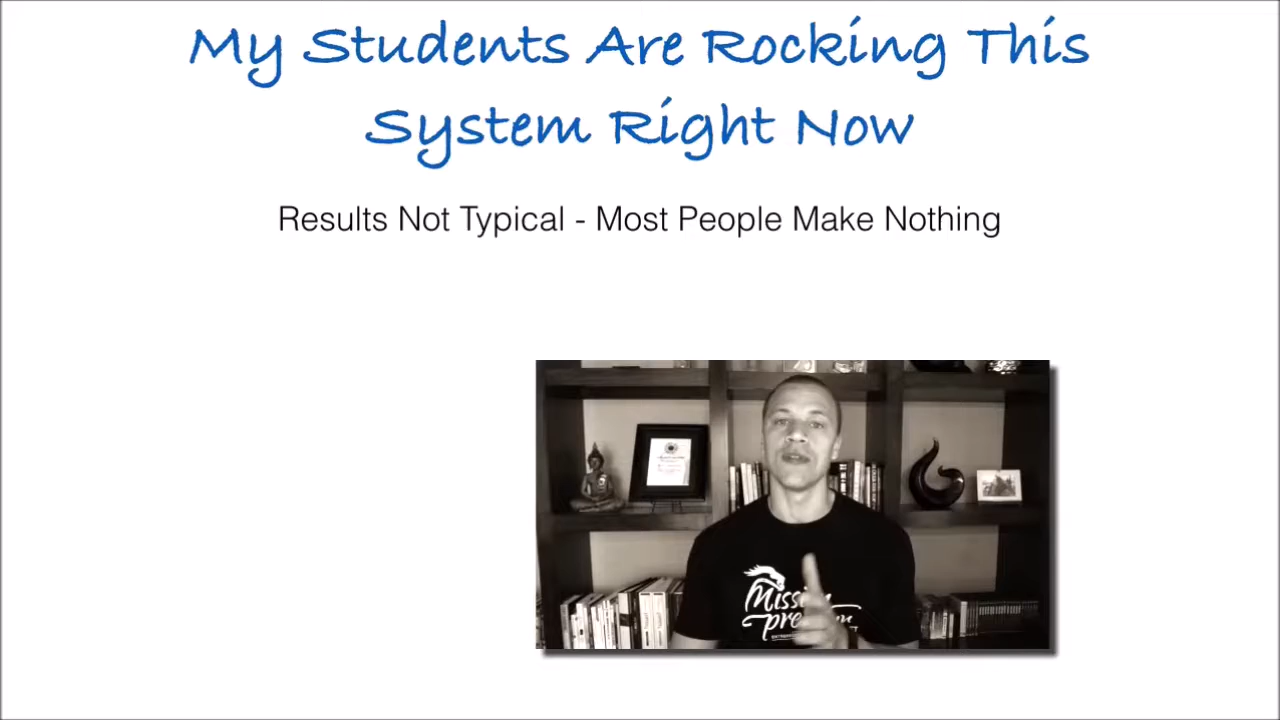 My Students Are Rocking This
System Right Now
Results Not Typical - Most People Make Nothing